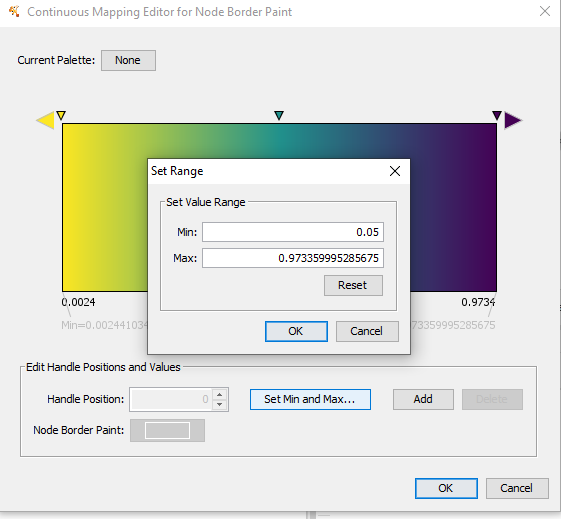 Continuous Mapping Editor for Node Border Paint
Current Palette: None
Set Range
Set Value Range
Min: 0.05
Max: 0.973359995285675
Reset
OK Cancel
0.0024 0.9734
Min=0.00244103 73359995285675
Edit Handle Positions and Values
Handle Position: 0 Set Min and Max... Add Delete
Node Border Paint:
OK Cancel